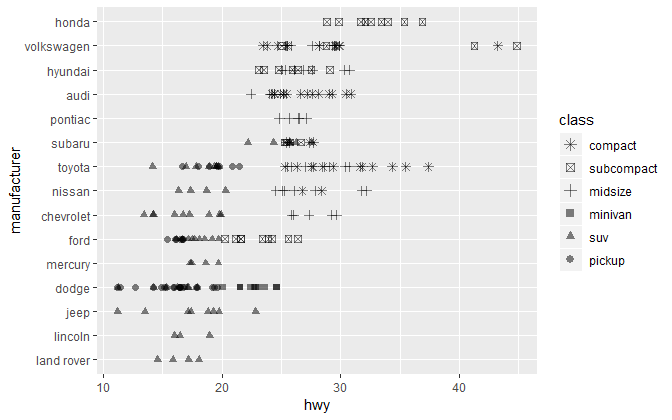 honda
volkswagen
hyundai
audi
pontiac
subaru
toyota
nissan
chevrolet
ford
mercury
dodge
jeep
lincoln
land rover
manufacturer
10 20 30 40
hwy
class
compact
subcompact
midsize
minivan
suv
pickup